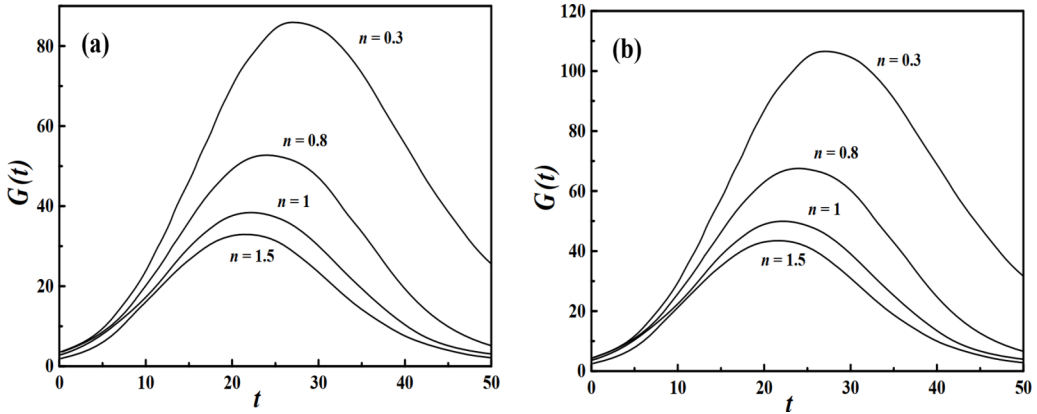 (a)
n = 0.3
n = 0.8
n = 1
n = 1.5
G(t)
80
60
40
20
0
0 10 20 30 40 50
t
(b)
n = 0.3
n = 0.8
n = 1
n = 1.5
G(t)
120
100
80
60
40
20
0
0 10 20 30 40 50
t